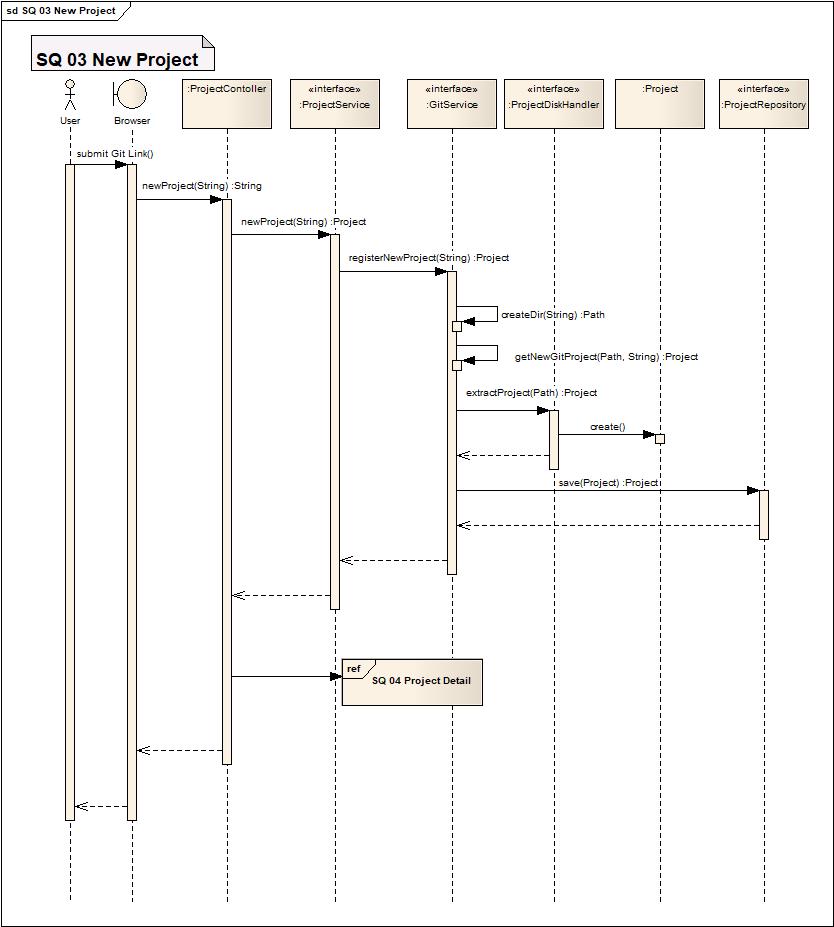 sd SQ 03 New Project
SQ 03 New Project
User
Browser
:ProjectContoller
«interface»
:ProjectService
«interface»
:GitService
«interface»
:ProjectDiskHandler
:Project
«interface»
:ProjectRepository
submit Git Link()
newProject(String) :String
newProject(String) :Project
registerNewProject(String) :Project
createDir(String) :Path
getNewGitProject(Path, String) :Project
extractProject(Path) :Project
create()
save(Project) :Project
ref
SQ 04 Project Detail